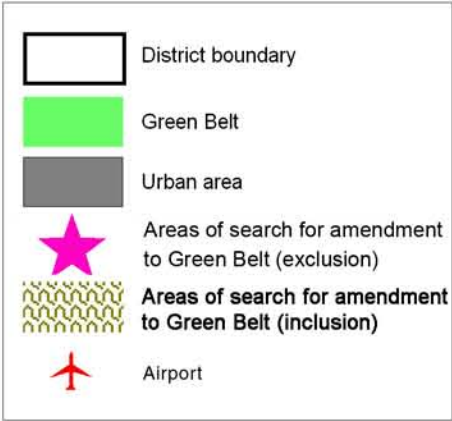 District boundary
Green Belt
Urban area
Areas of search for amendment
to Green Belt (exclusion)
Areas of search for amendment
to Green Belt (inclusion)
Airport